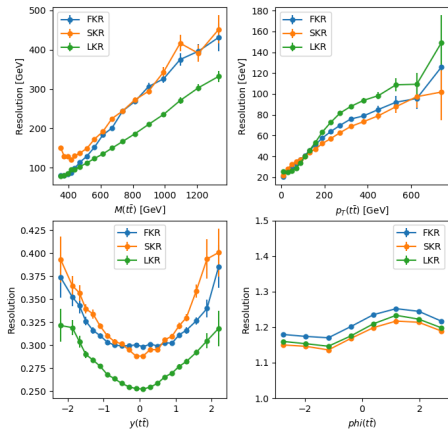 500
400
300
200
100
Resolution [GeV]
FKR
SKR
LKR
400
600
800
1000
1200
M(tt̄) [GeV]
180
160
140
120
100
80
60
40
20
Resolution [GeV]
FKR
SKR
LKR
0
200
400
600
p_T(tt̄) [GeV]
0.425
0.400
0.375
0.350
0.325
0.300
0.275
0.250
Resolution
FKR
SKR
LKR
−2
−1
0
1
2
y(tt̄)
1.5
1.4
1.3
1.2
1.1
1.0
Resolution
FKR
SKR
LKR
−2
0
2
phi(tt̄)